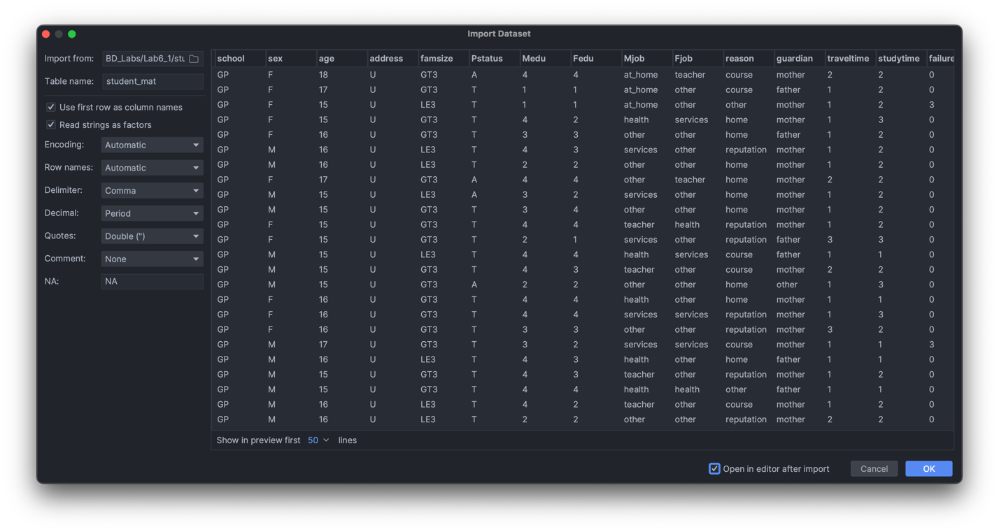 Import Dataset
Import from: BD_Labs/Lab6_1/stu
Table name: student_mat
Use first row as column names
Read strings as factors
Encoding: Automatic
Row names: Automatic
Delimiter: Comma
Decimal: Period
Quotes: Double (")
Comment: None
NA: NA
school sex age address famsize Pstatus Medu Fedu Mjob Fjob reason guardian traveltime studytime failure
GP F 18 U GT3 A 4 4 at_home teacher course mother 2 2 0
GP F 17 U GT3 T 1 1 at_home other course father 1 2 0
GP F 15 U LE3 T 1 1 at_home other other mother 1 2 3
GP F 15 U GT3 T 4 2 health services home mother 1 3 0
GP F 16 U GT3 T 3 3 other other home father 1 2 0
GP M 16 U LE3 T 4 3 services other reputation mother 1 2 0
GP M 16 U LE3 T 2 2 other other home mother 1 2 0
GP F 17 U GT3 A 4 4 other teacher home mother 2 2 0
GP M 15 U LE3 A 3 2 services other home mother 1 2 0
GP M 15 U GT3 T 3 4 other other home mother 1 2 0
GP F 15 U GT3 T 4 4 teacher health reputation mother 1 2 0
GP F 15 U GT3 T 2 1 services other reputation father 3 3 0
GP M 15 U LE3 T 4 4 health services course father 1 1 0
GP M 15 U GT3 T 4 3 teacher other course mother 2 2 0
GP M 15 U GT3 A 2 2 other other home other 1 3 0
GP F 16 U GT3 T 4 4 health other home mother 1 1 0
GP F 16 U GT3 T 4 4 services services reputation mother 1 3 0
GP F 16 U GT3 T 3 3 other other reputation mother 3 2 0
GP M 17 U GT3 T 3 2 services services course mother 1 1 3
GP M 16 U LE3 T 4 3 health other home father 1 1 0
GP M 15 U GT3 T 4 3 teacher other reputation mother 1 2 0
GP M 15 U GT3 T 4 4 health health other father 1 1 0
GP M 16 U LE3 T 4 2 teacher other course mother 1 2 0
GP M 16 U LE3 T 2 2 other other reputation mother 2 2 0
Show in preview first 50 lines
Open in editor after import Cancel OK